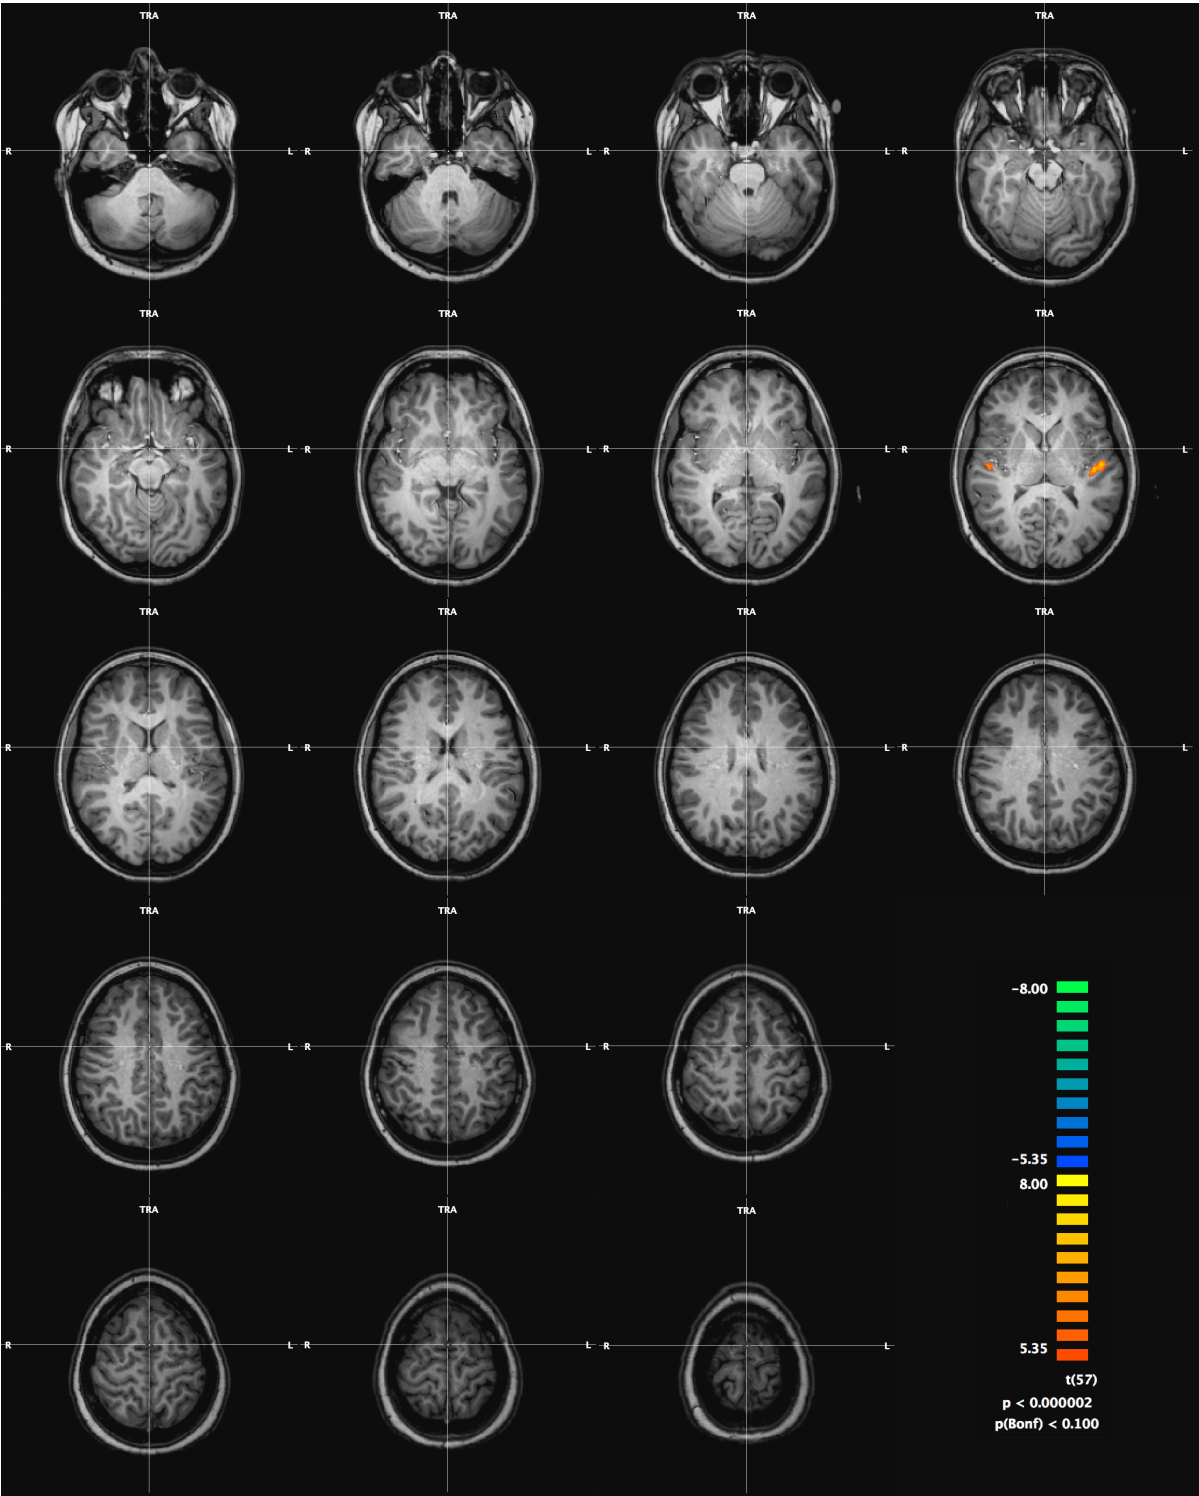 TRA TRA TRA TRA
R L R L R L R L
TRA TRA TRA TRA
R L R L R L R L
TRA TRA TRA TRA
R L R L R L R L
TRA TRA TRA
R L R L R L
TRA TRA TRA
R L R L R L
-8.00
-5.35
8.00
5.35
t(57)
p < 0.000002
p(Bonf) < 0.100